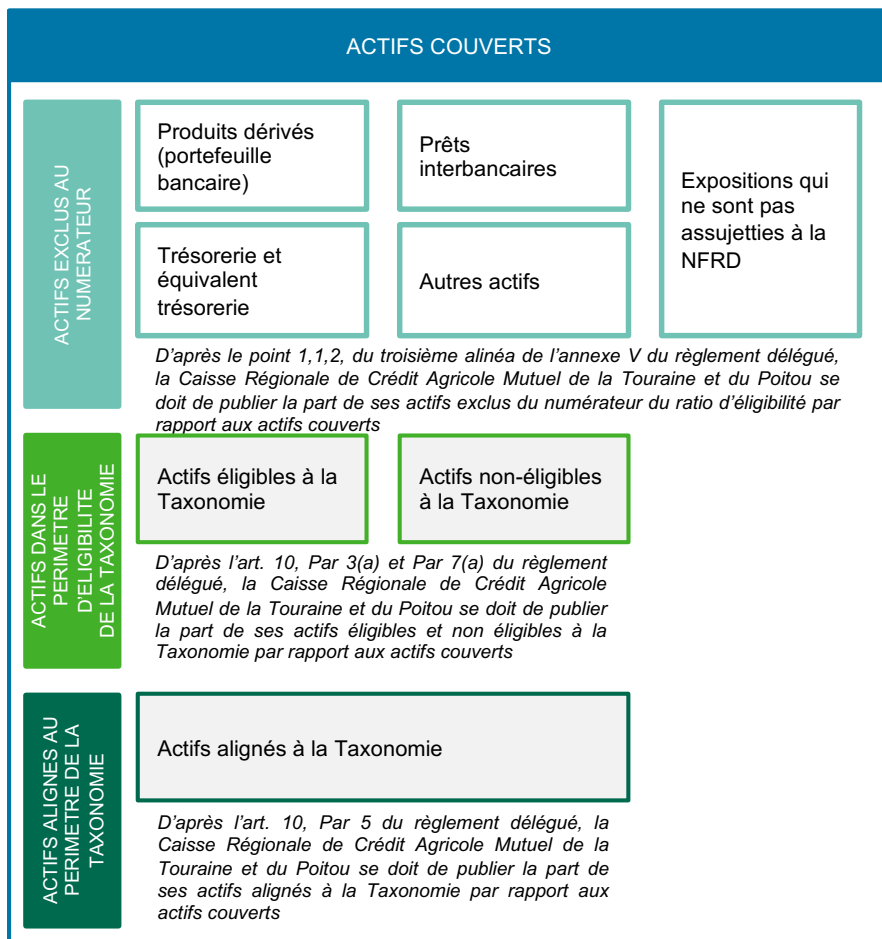 ACTIFS COUVERTS
ACTIFS EXCLUS AU
NUMERATEUR
Produits dérivés
(portefeuille
bancaire)
Prêts
interbancaires
Expositions qui
ne sont pas
assujetties à la
NFRD
Trésorerie et
équivalent
trésorerie
Autres actifs
D'après le point 1,1,2, du troisième alinéa de l'annexe V du règlement délégué,
la Caisse Régionale de Crédit Agricole Mutuel de la Touraine et du Poitou se
doit de publier la part de ses actifs exclus du numérateur du ratio d'éligibilité par
rapport aux actifs couverts
ACTIFS DANS LE
PERIMETRE
D'ELIGIBILITE
DE LA TAXONOMIE
Actifs éligibles à la
Taxonomie
Actifs non-éligibles
à la Taxonomie
D'après l'art. 10, Par 3(a) et Par 7(a) du règlement
délégué, la Caisse Régionale de Crédit Agricole
Mutuel de la Touraine et du Poitou se doit de publier
la part de ses actifs éligibles et non éligibles à la
Taxonomie par rapport aux actifs couverts
ACTIFS ALIGNES AU
PERIMETRE DE LA
TAXONOMIE
Actifs alignés à la Taxonomie
D'après l'art. 10, Par 5 du règlement délégué, la
Caisse Régionale de Crédit Agricole Mutuel de la
Touraine et du Poitou se doit de publier la part de
ses actifs alignés à la Taxonomie par rapport aux
actifs couverts